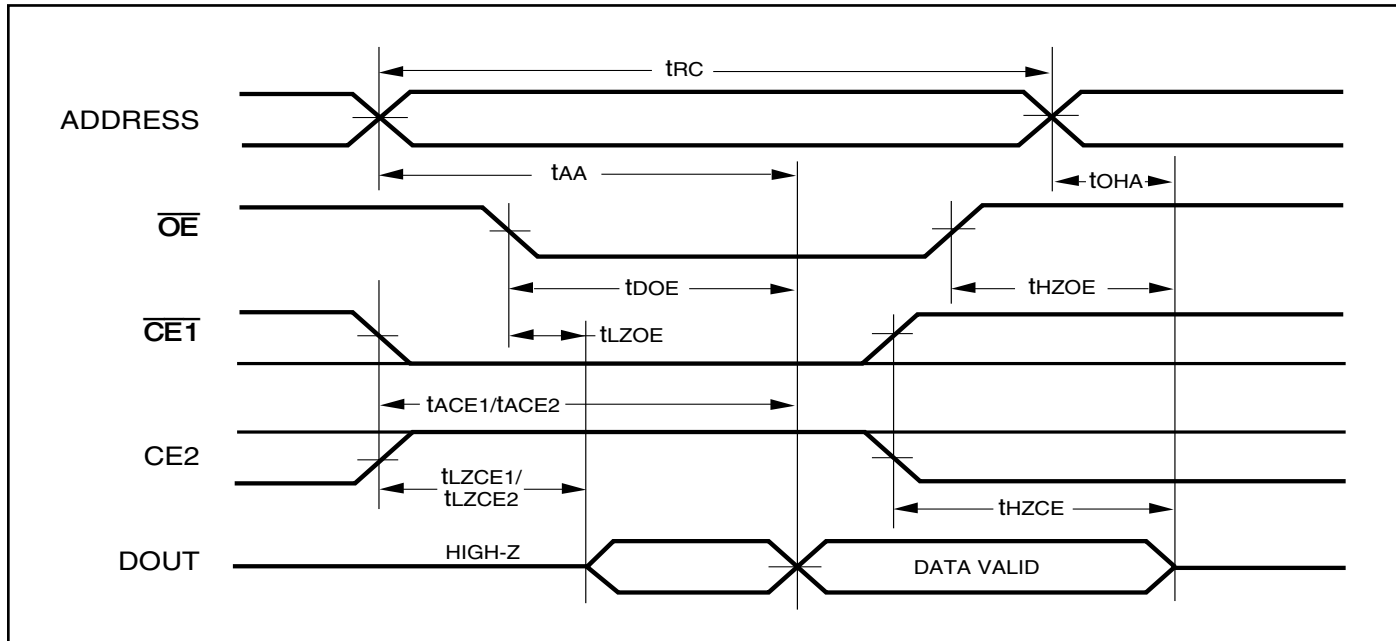 tRC
ADDRESS
tAA
tOHA
OE
tDOE
tHZOE
CE1
tLZOE
tACE1/tACE2
CE2
tLZCE1/
tLZCE2
tHZCE
DOUT
HIGH-Z
DATA VALID